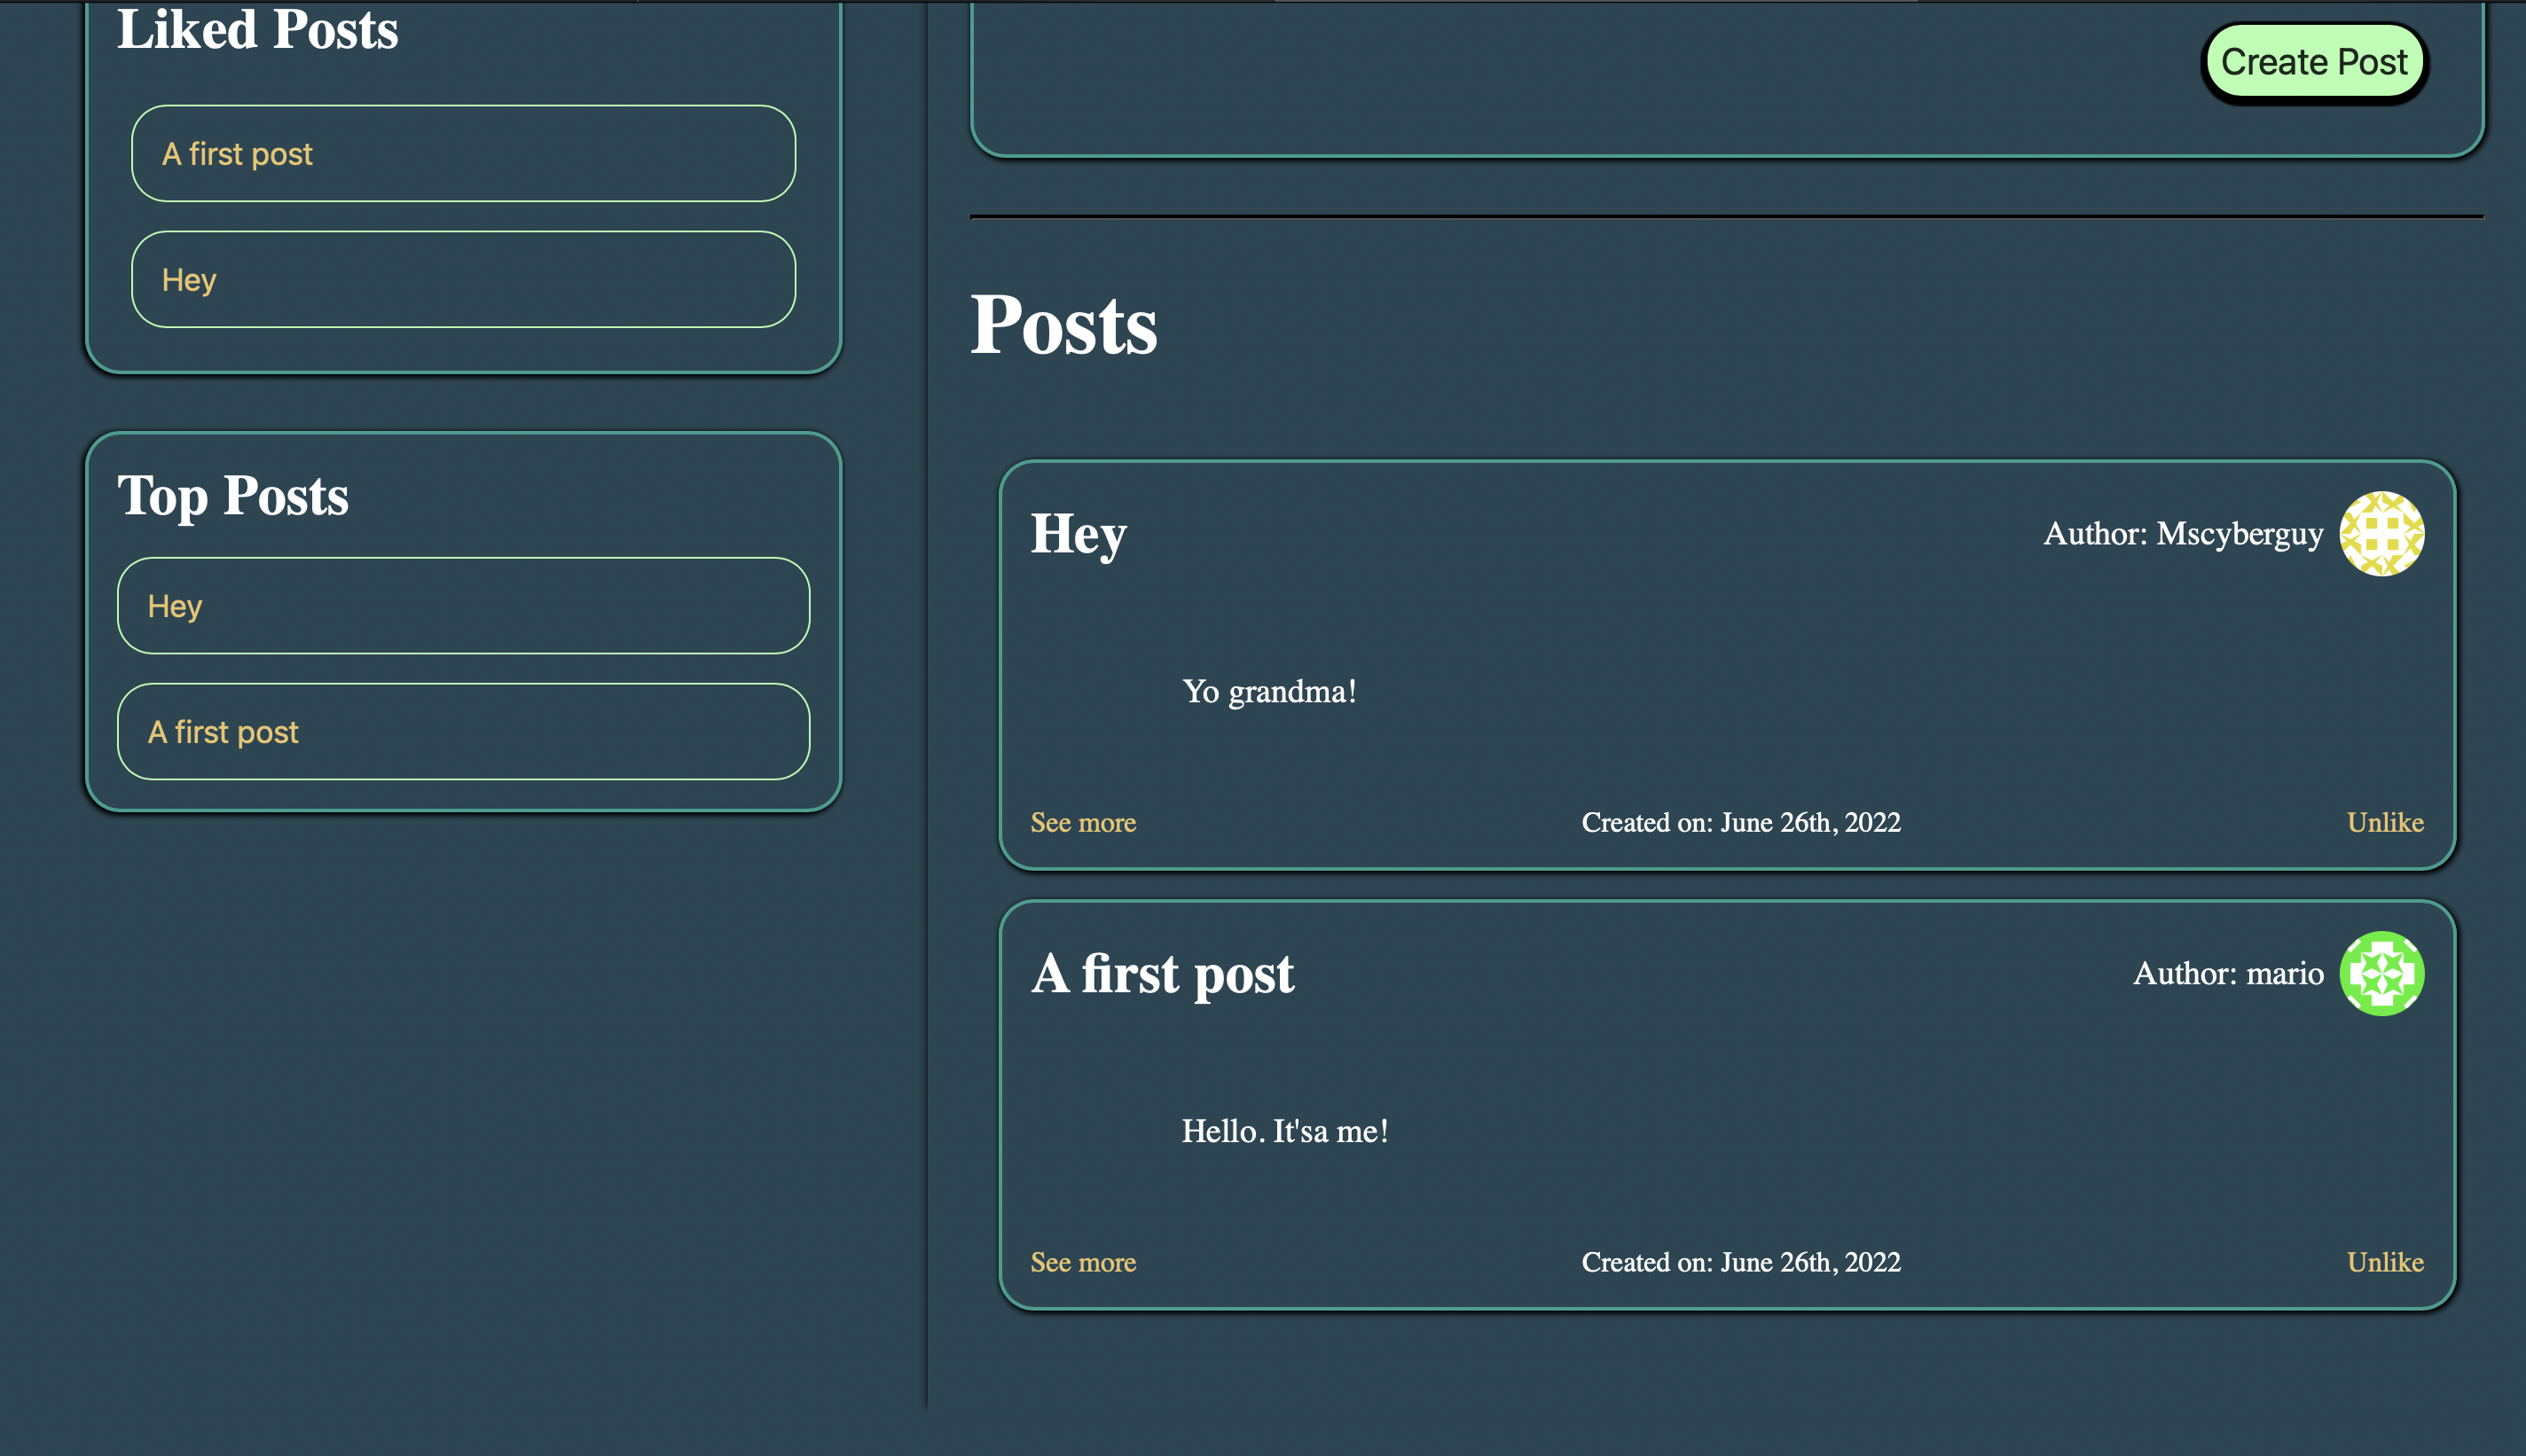 Liked Posts
A first post
Hey
Top Posts
Hey
A first post
Create Post
Posts
Hey
Author: Mscyberguy
Yo grandma!
See more
Created on: June 26th, 2022
Unlike
A first post
Author: mario
Hello. It'sa me!
See more
Created on: June 26th, 2022
Unlike